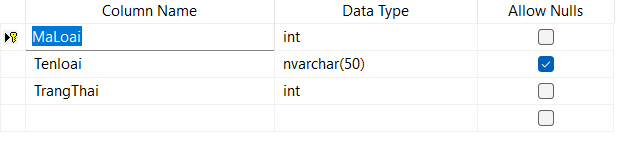 Column Name Data Type Allow Nulls
MaLoai int
Tenloai nvarchar(50)
TrangThai int